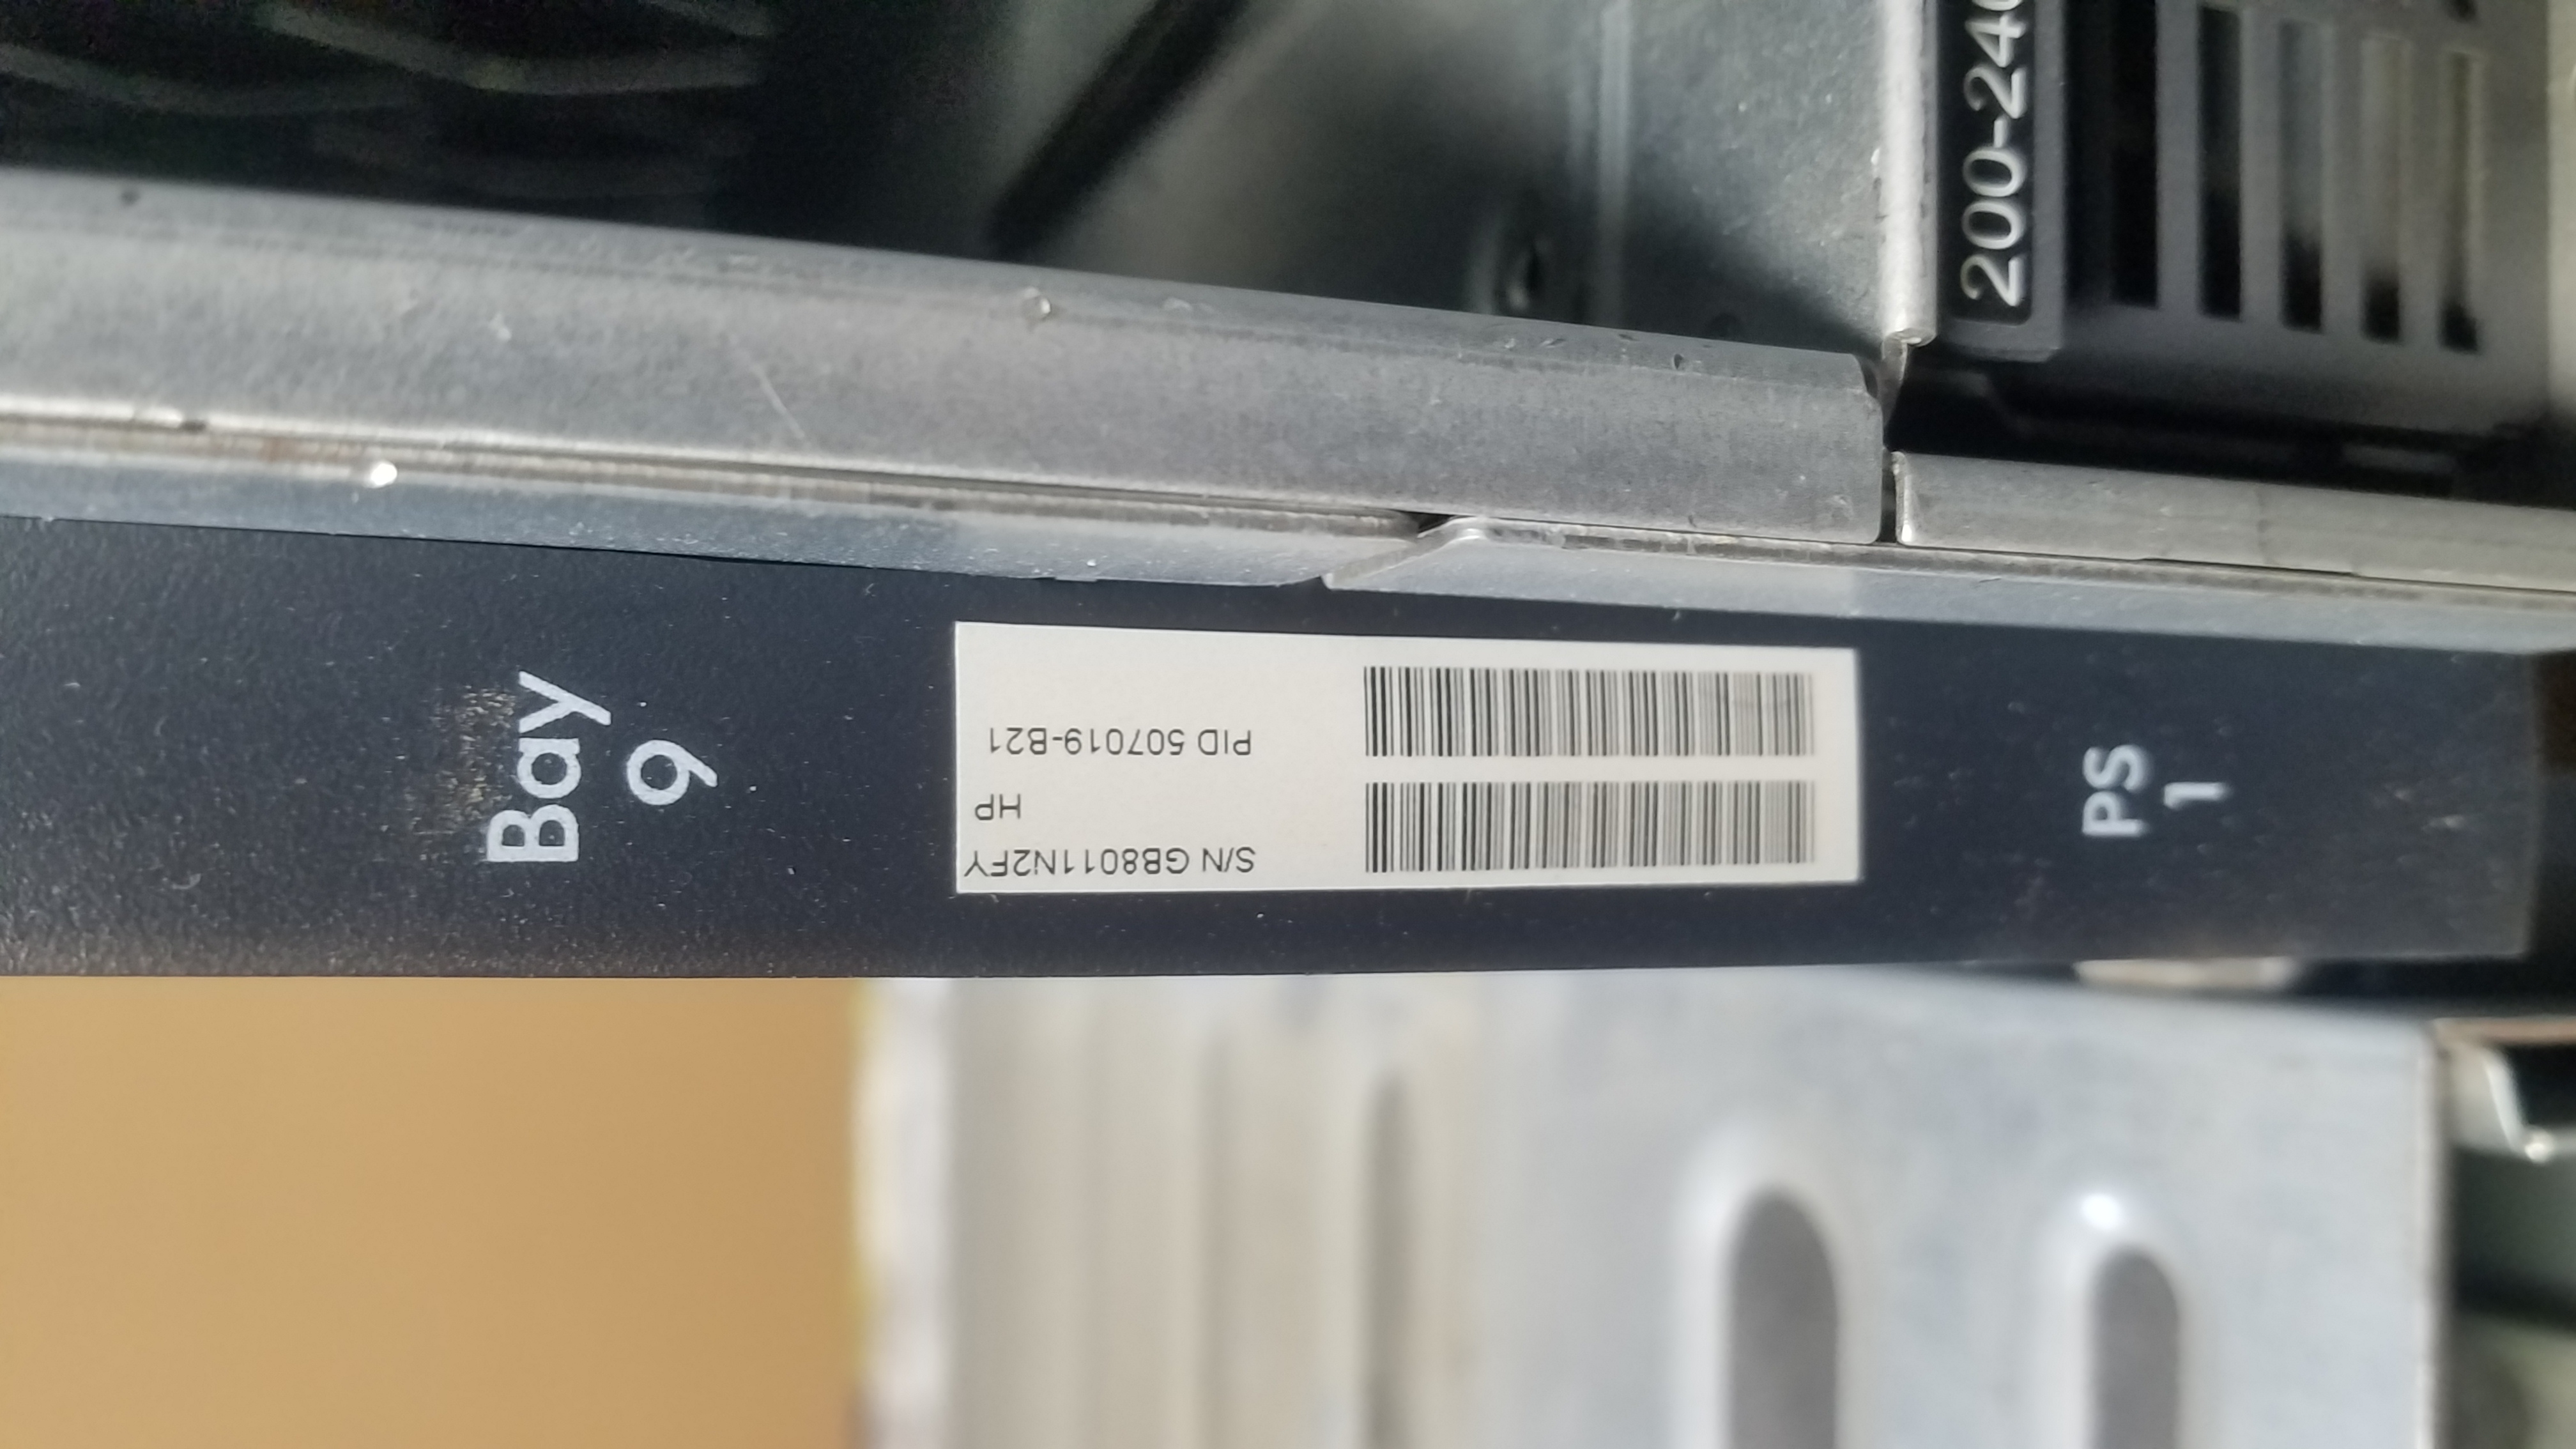 200-240
Bay
9
S/N GB8011N2FY
HP
PID 507019-B21
PS
1